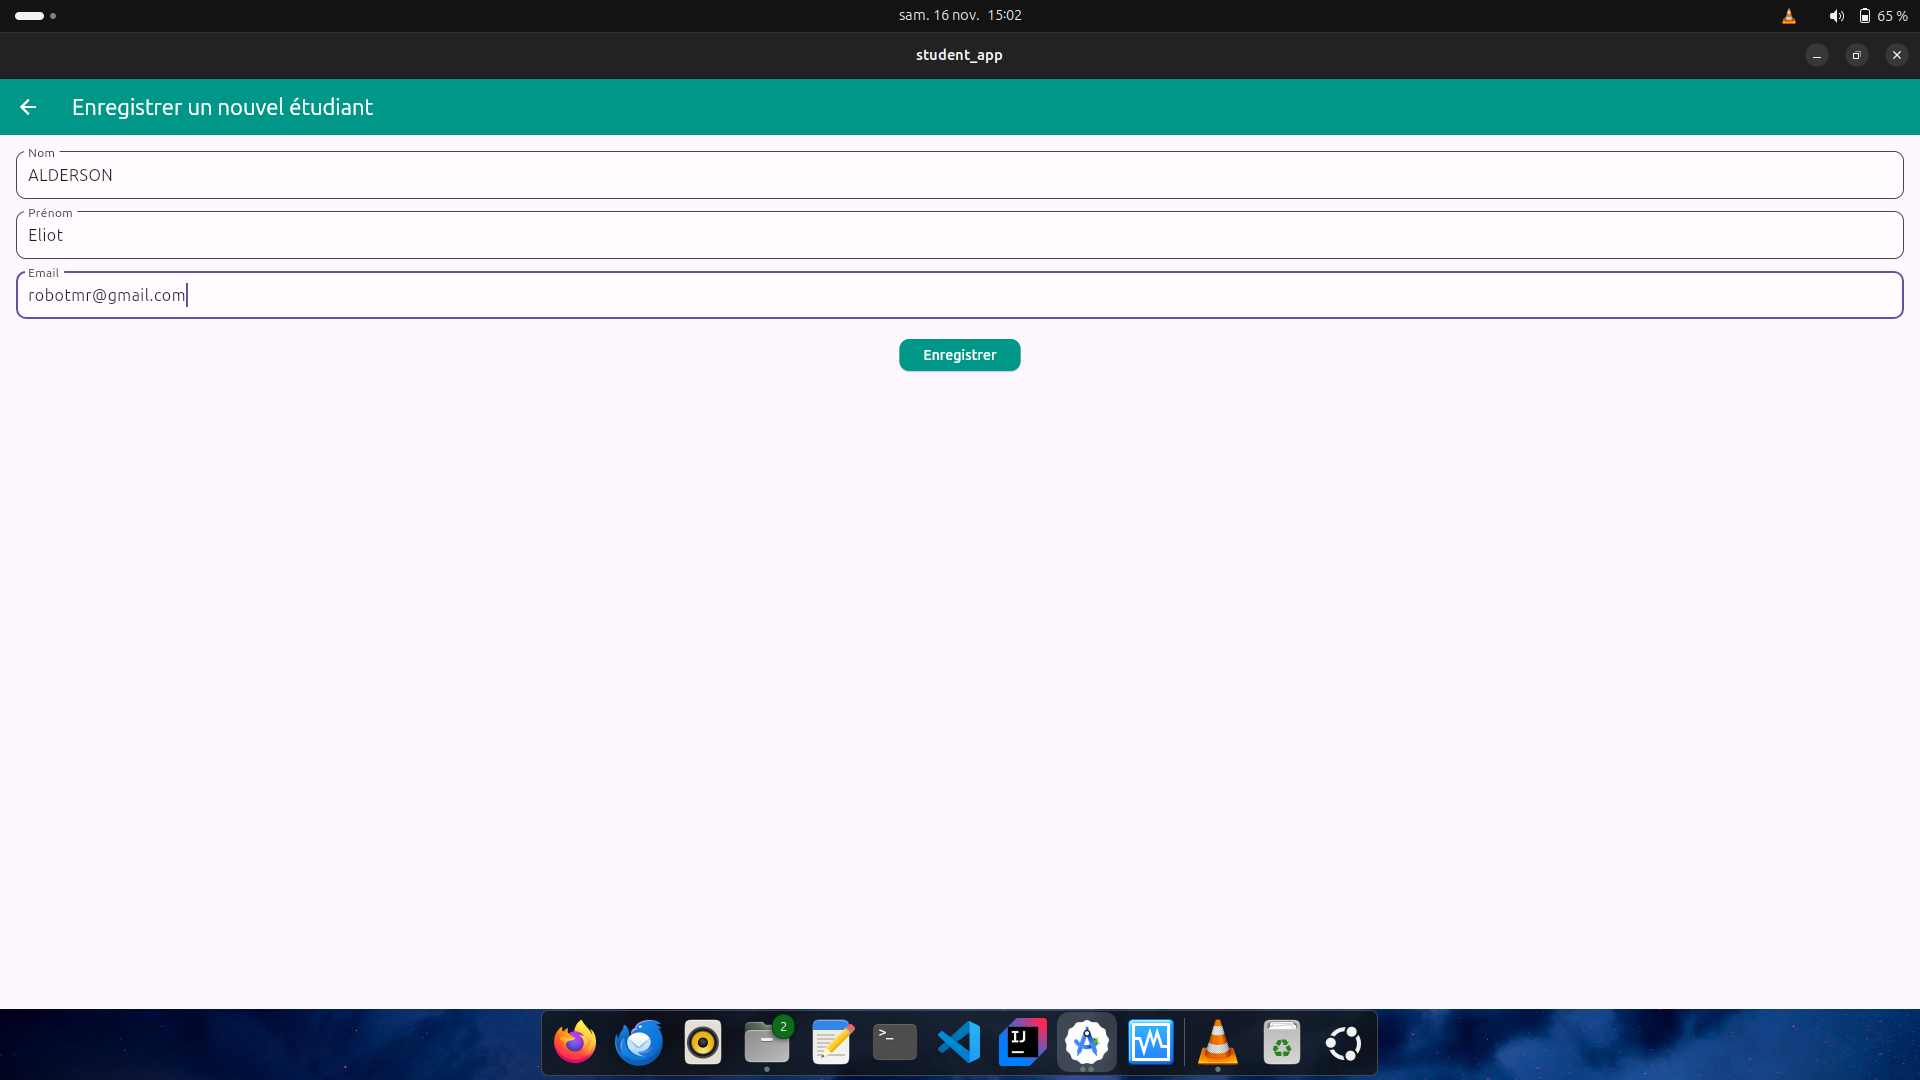 sam. 16 nov. 15:02
65 %
student_app
Enregistrer un nouvel étudiant
Nom
ALDERSON
Prénom
Eliot
Email
robotmr@gmail.com
Enregistrer
2
>_
IJ